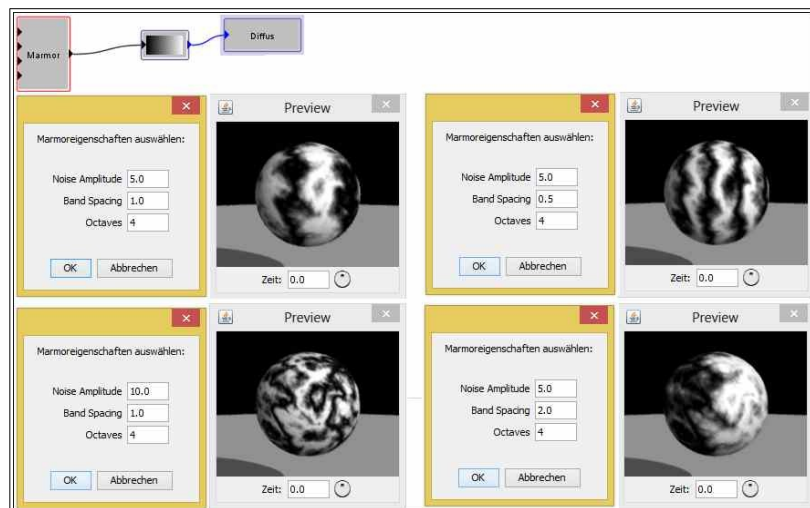 Marmor
Diffus
Preview
Marmoreigenschaften auswählen:
Noise Amplitude 5.0
Band Spacing 1.0
Octaves 4
OK Abbrechen
Zeit: 0.0
Preview
Marmoreigenschaften auswählen:
Noise Amplitude 5.0
Band Spacing 0.5
Octaves 4
OK Abbrechen
Zeit: 0.0
Preview
Marmoreigenschaften auswählen:
Noise Amplitude 10.0
Band Spacing 1.0
Octaves 4
OK Abbrechen
Zeit: 0.0
Preview
Marmoreigenschaften auswählen:
Noise Amplitude 5.0
Band Spacing 2.0
Octaves 4
OK Abbrechen
Zeit: 0.0